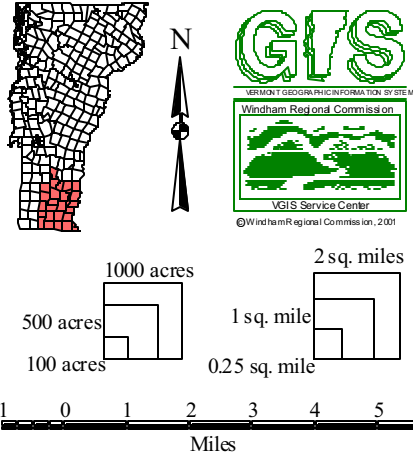 N
GIS
VERMONT GEOGRAPHIC INFORMATION SYSTEM
Windham Regional Commission
VGIS Service Center
© Windham Regional Commission, 2001
1000 acres
500 acres
100 acres
2 sq. miles
1 sq. mile
0.25 sq. mile
1 0 1 2 3 4 5
Miles